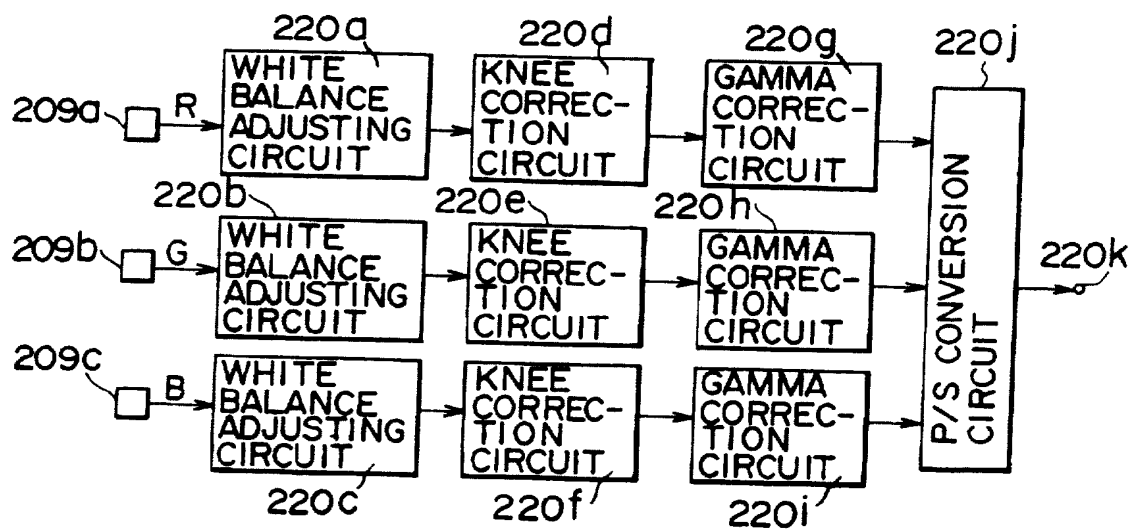 220a
220d
220g
220j
209a
R
WHITE
BALANCE
ADJUSTING
CIRCUIT
KNEE
CORREC-
TION
CIRCUIT
GAMMA
CORREC-
TION
CIRCUIT
220b
220e
220h
209b
G
WHITE
BALANCE
ADJUSTING
CIRCUIT
KNEE
CORREC-
TION
CIRCUIT
GAMMA
CORREC-
TION
CIRCUIT
P/S CONVERSION
CIRCUIT
220k
209c
B
WHITE
BALANCE
ADJUSTING
CIRCUIT
KNEE
CORREC-
TION
CIRCUIT
GAMMA
CORREC-
TION
CIRCUIT
220c
220f
220i